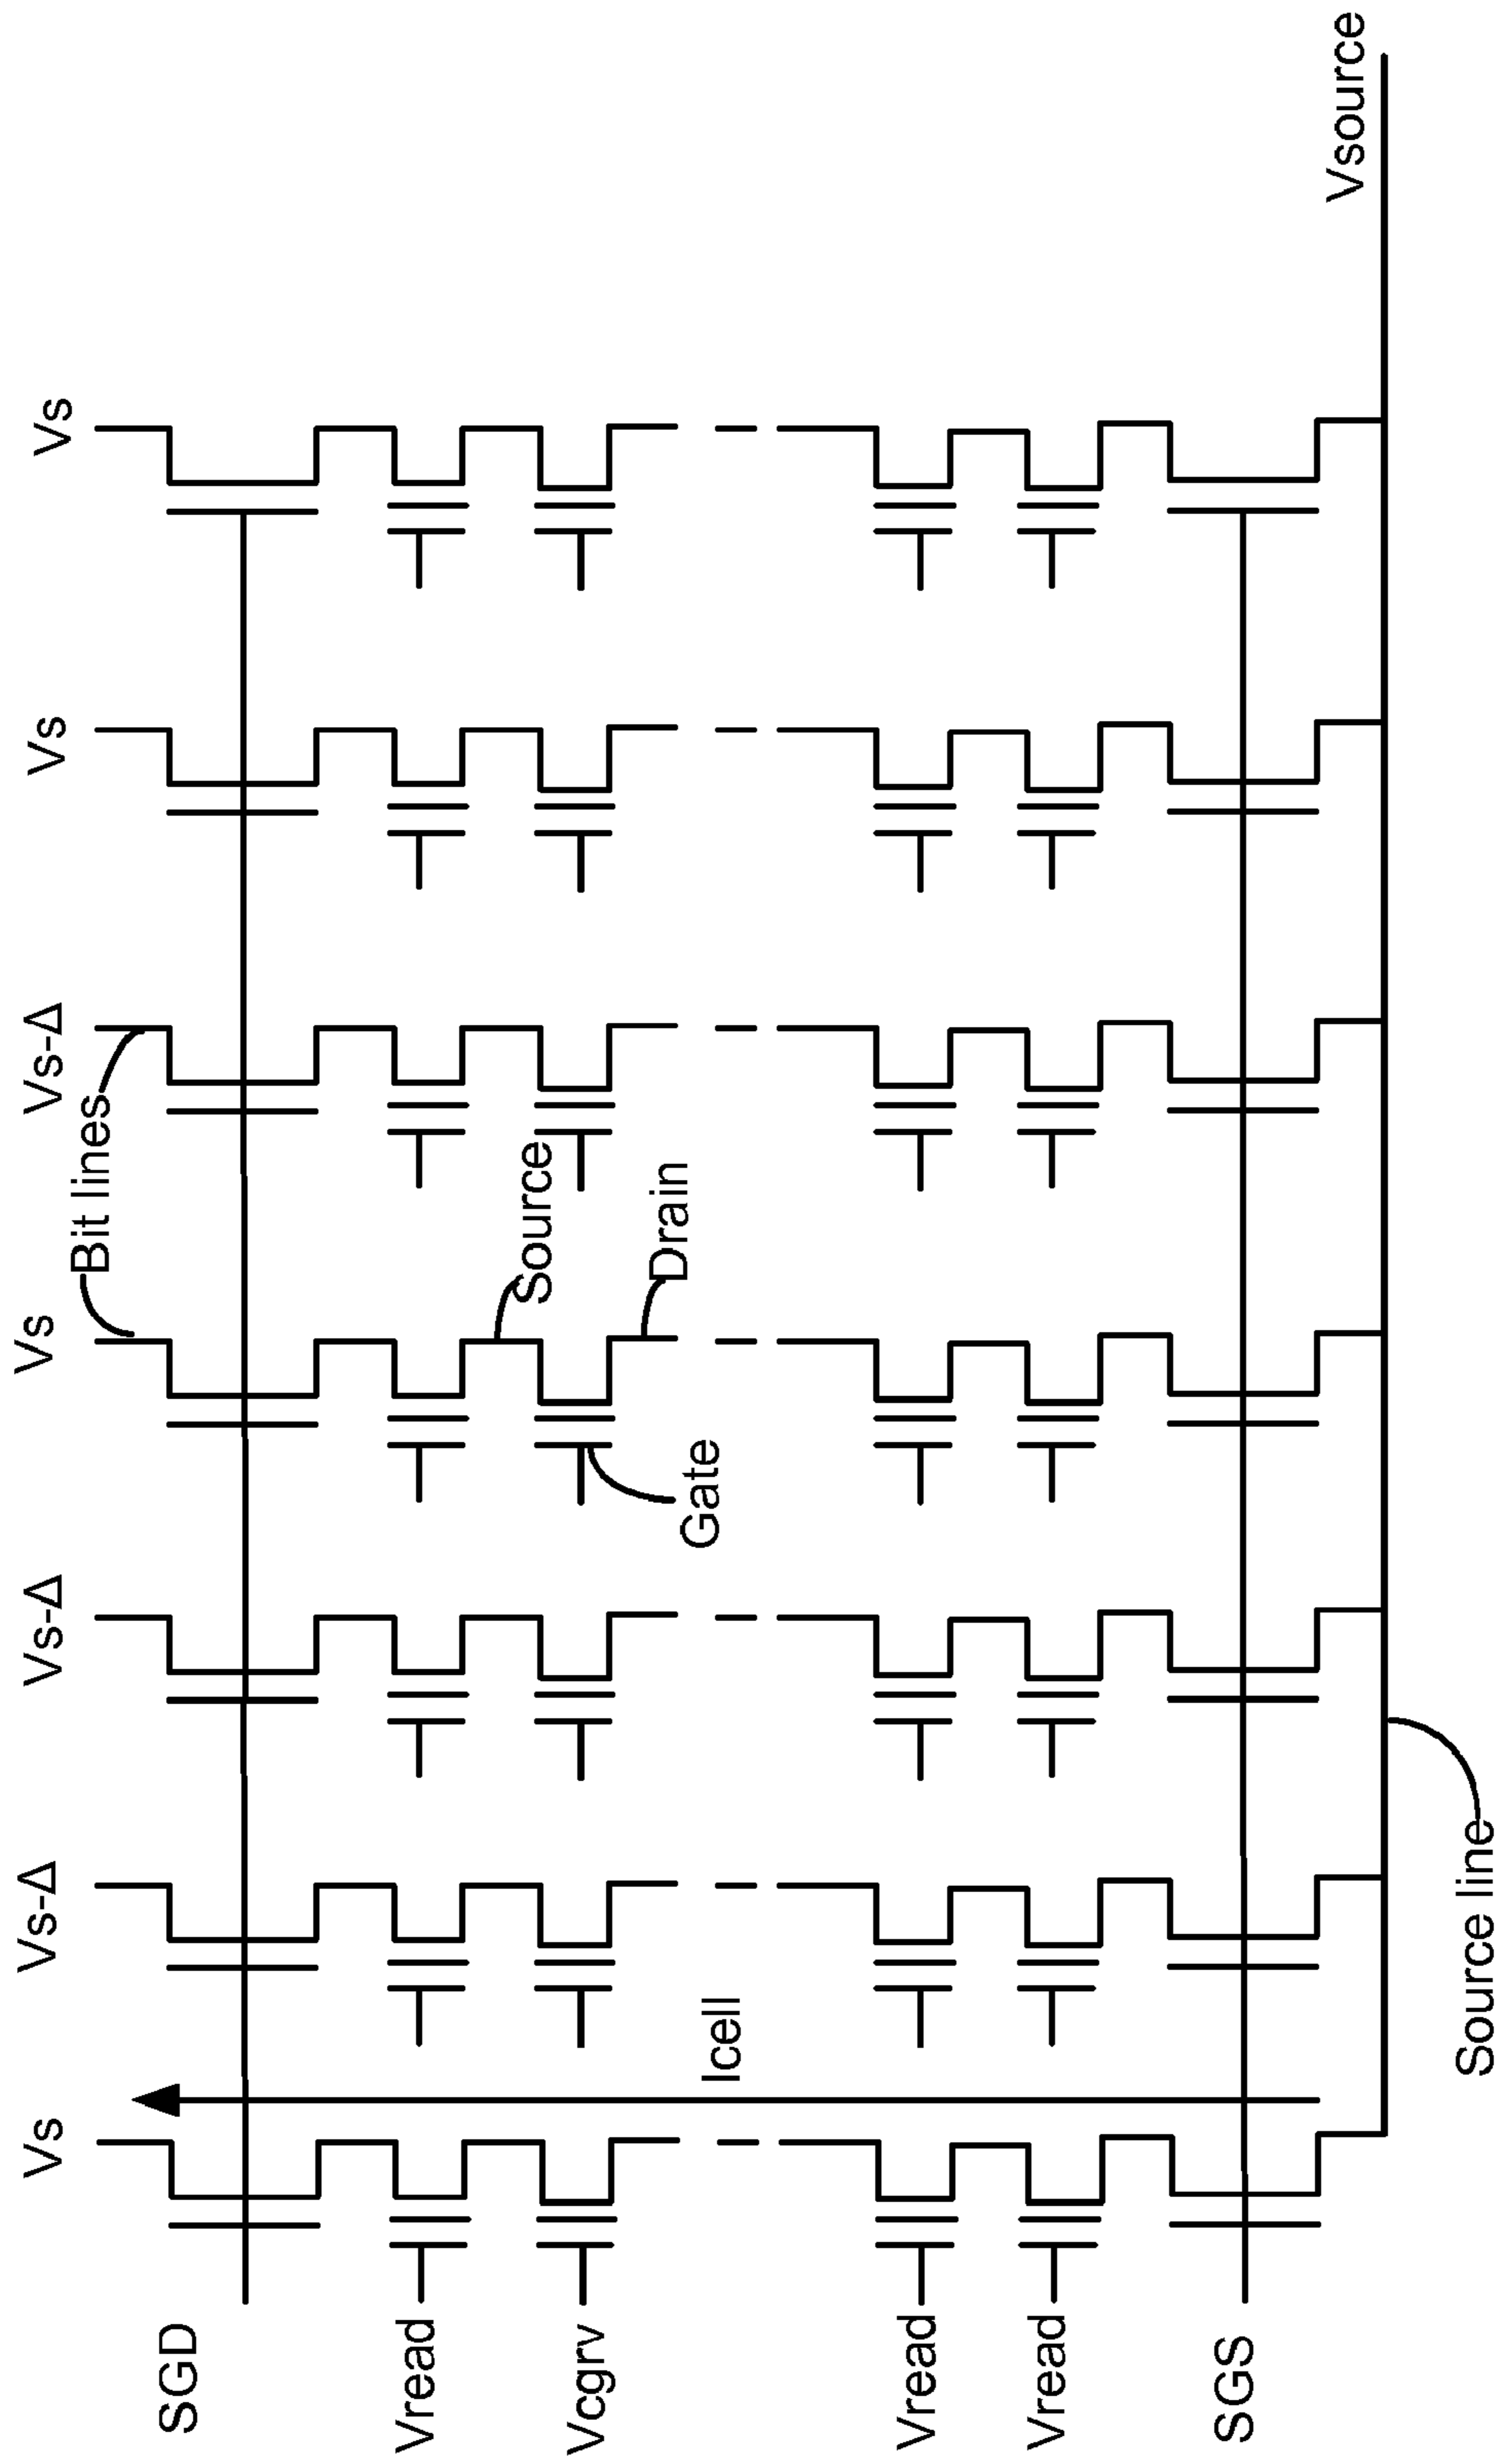 Vs
Vs-Δ
Vs-Δ
Vs
Vs-Δ
Vs
Vs
Bit lines
SGD
Vread
Vcgrv
Source
Drain
Gate
Icell
Vread
Vread
SGS
Vsource
Source line